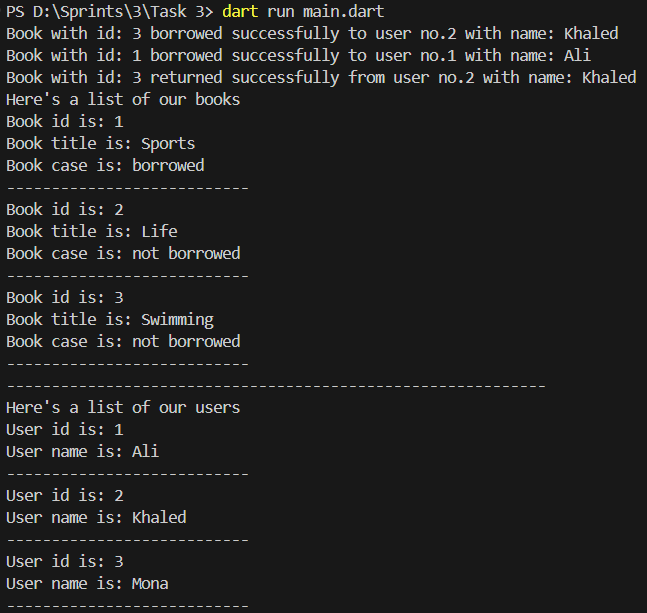 PS D:\Sprints\3\Task 3> dart run main.dart
Book with id: 3 borrowed successfully to user no.2 with name: Khaled
Book with id: 1 borrowed successfully to user no.1 with name: Ali
Book with id: 3 returned successfully from user no.2 with name: Khaled
Here's a list of our books
Book id is: 1
Book title is: Sports
Book case is: borrowed
---------------------------
Book id is: 2
Book title is: Life
Book case is: not borrowed
---------------------------
Book id is: 3
Book title is: Swimming
Book case is: not borrowed
---------------------------
------------------------------------------------------------
Here's a list of our users
User id is: 1
User name is: Ali
---------------------------
User id is: 2
User name is: Khaled
---------------------------
User id is: 3
User name is: Mona
---------------------------